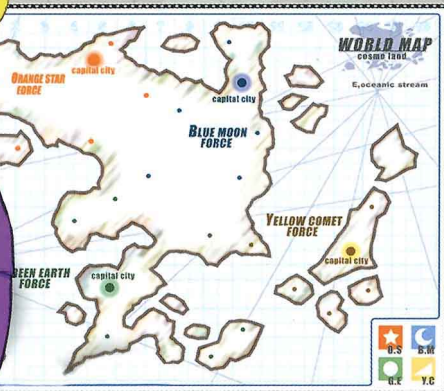 WORLD MAP
cosmo land
E,oceanic stream
capital city
ORANGE STAR
FORCE
capital city
BLUE MOON
FORCE
YELLOW COMET
FORCE
capital city
REEN EARTH
FORCE
capital city
O.S
B.M
G.E
Y.C